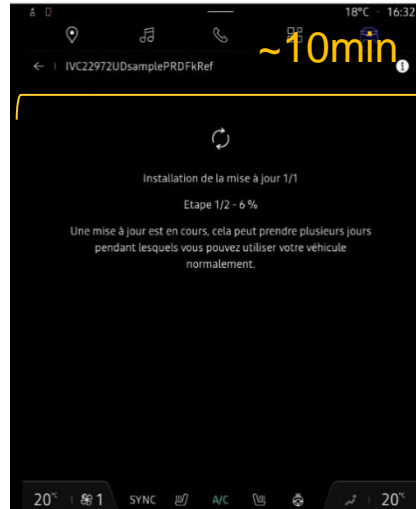 18°C - 16:32
~10min
← IVC22972UDsamplePRDFkRef
Installation de la mise à jour 1/1
Etape 1/2 - 6 %
Une mise à jour est en cours, cela peut prendre plusieurs jours
pendant lesquels vous pouvez utiliser votre véhicule
normalement.
20°C 1 SYNC A/C 20°C